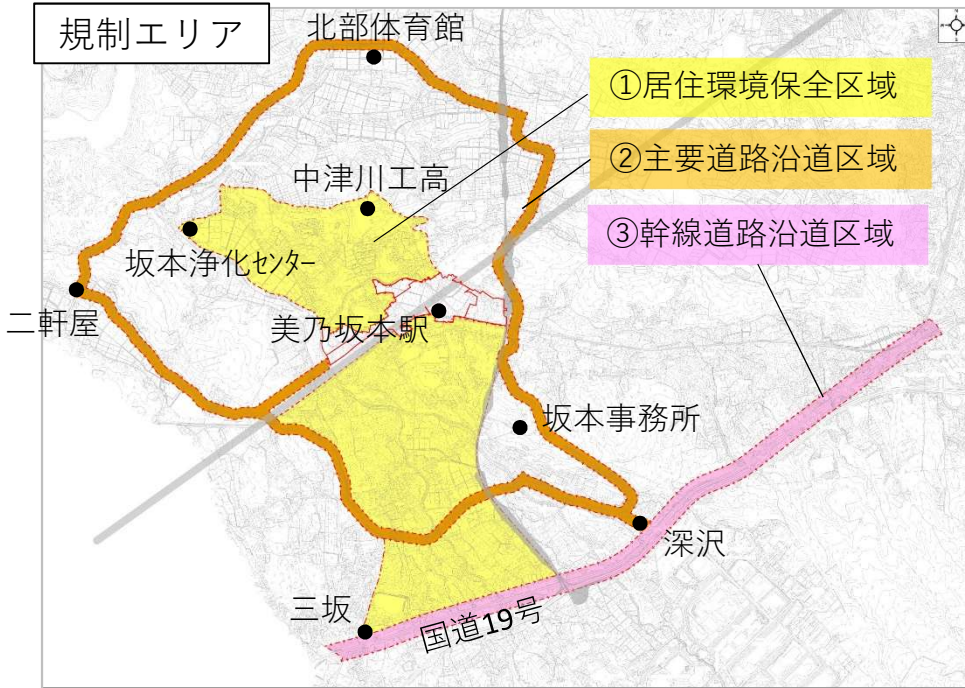 規制エリア
北部体育館
①居住環境保全区域
②主要道路沿道区域
中津川工高
③幹線道路沿道区域
坂本浄化センター
二軒屋
美乃坂本駅
坂本事務所
深沢
三坂
国道19号